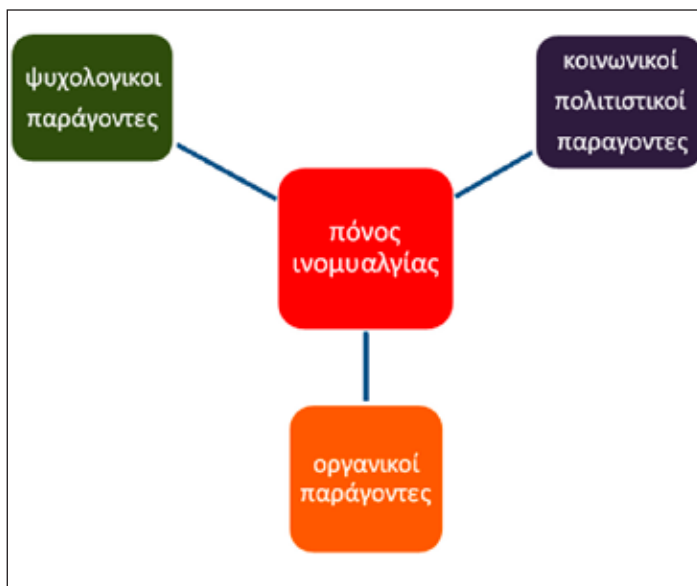 ψυχολογικοι
παράγοντες
κοινωνικοί
πολιτιστικοί
παραγοντες
πόνος
ινομυαλγίας
οργανικοί
παράγοντες